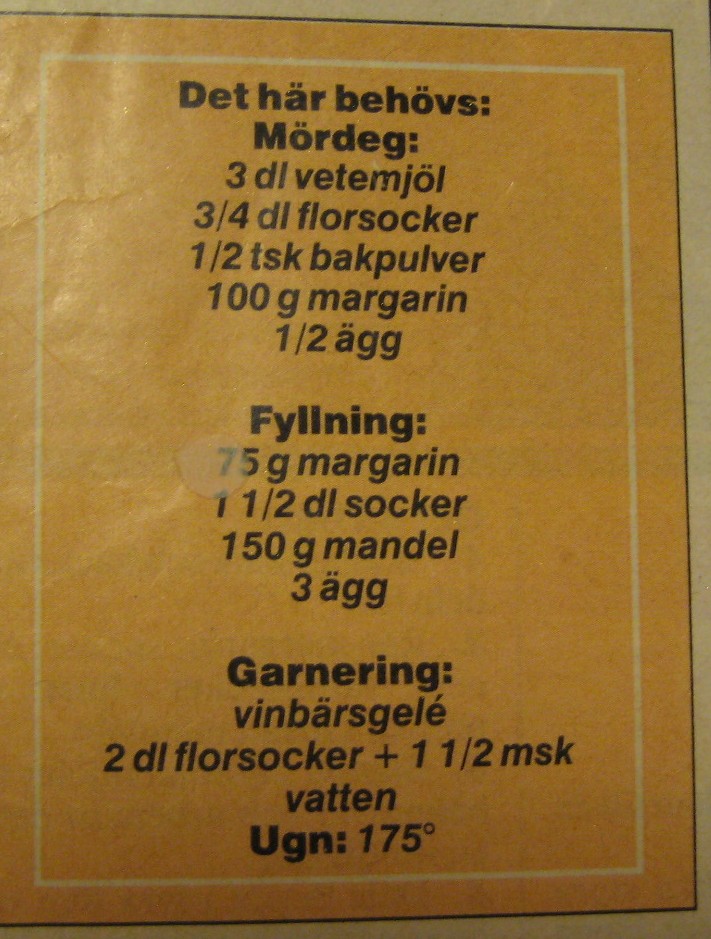 Det här behövs:
Mördeg:
3 dl vetemjöl
3/4 dl florsocker
1/2 tsk bakpulver
100 g margarin
1/2 ägg
Fyllning:
75 g margarin
1 1/2 dl socker
150 g mandel
3 ägg
Garnering:
vinbärsgelé
2 dl florsocker + 1 1/2 msk
vatten
Ugn: 175°